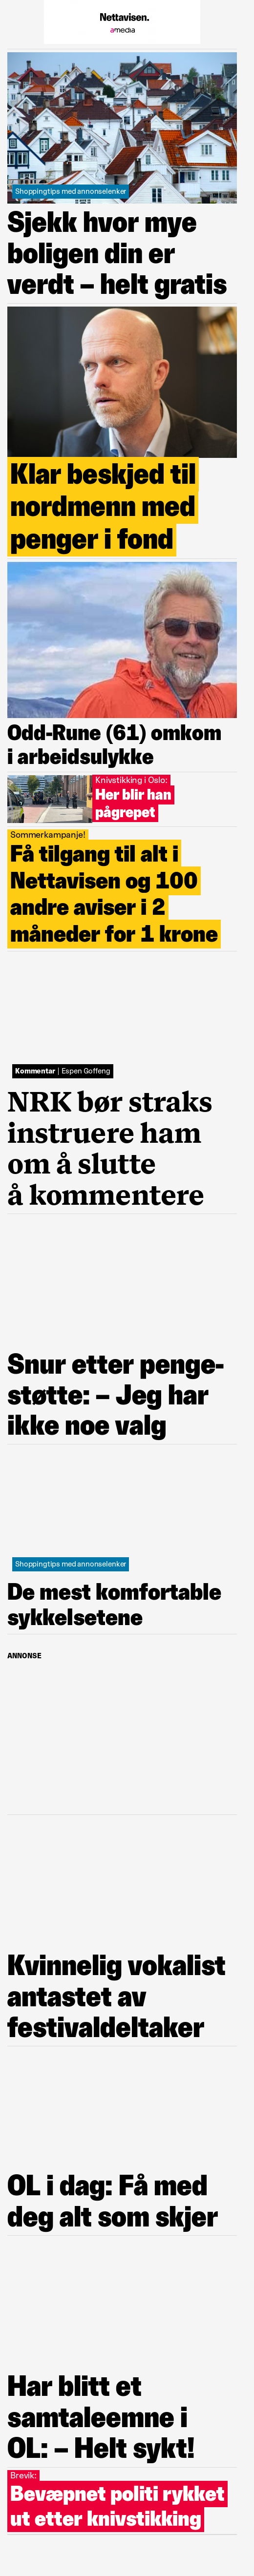 Nettavisen.
amedia
Shoppingtips med annonselenker
Sjekk hvor mye
boligen din er
verdt – helt gratis
Klar beskjed til
nordmenn med
penger i fond
Odd-Rune (61) omkom
i arbeidsulykke
Knivstikking i Oslo:
Her blir han
pågrepet
Sommerkampanje!
Få tilgang til alt i
Nettavisen og 100
andre aviser i 2
måneder for 1 krone
Kommentar | Espen Goffeng
NRK bør straks
instruere ham
om å slutte
å kommentere
Snur etter penge-
støtte: – Jeg har
ikke noe valg
Shoppingtips med annonselenker
De mest komfortable
sykkelsetene
ANNONSE
Kvinnelig vokalist
antastet av
festivaldeltaker
OL i dag: Få med
deg alt som skjer
Har blitt et
samtaleemne i
OL: – Helt sykt!
Brevik:
Bevæpnet politi rykket
ut etter knivstikking